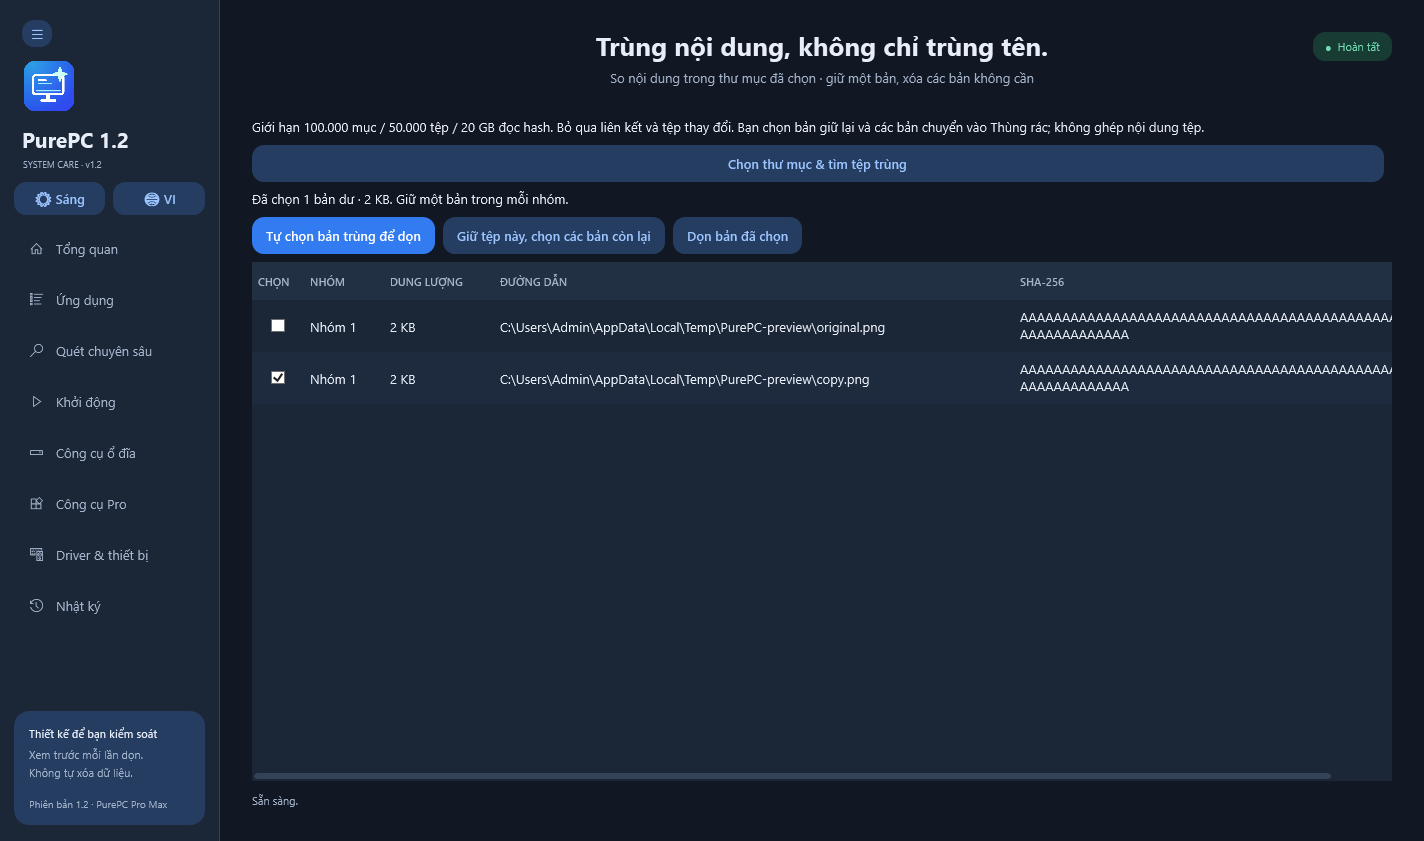 PurePC 1.2
SYSTEM CARE · v1.2
Sáng
VI
Tổng quan
Ứng dụng
Quét chuyên sâu
Khởi động
Công cụ ổ đĩa
Công cụ Pro
Driver & thiết bị
Nhật ký
Thiết kế để bạn kiểm soát
Xem trước mỗi lần dọn.
Không tự xóa dữ liệu.
Phiên bản 1.2 · PurePC Pro Max
Trùng nội dung, không chỉ trùng tên.
Hoàn tất
So nội dung trong thư mục đã chọn · giữ một bản, xóa các bản không cần
Giới hạn 100.000 mục / 50.000 tệp / 20 GB đọc hash. Bỏ qua liên kết và tệp thay đổi. Bạn chọn bản giữ lại và các bản chuyển vào Thùng rác; không ghép nội dung tệp.
Chọn thư mục & tìm tệp trùng
Đã chọn 1 bản dư · 2 KB. Giữ một bản trong mỗi nhóm.
Tự chọn bản trùng để dọn
Giữ tệp này, chọn các bản còn lại
Dọn bản đã chọn
CHỌN NHÓM DUNG LƯỢNG ĐƯỜNG DẪN SHA-256
Nhóm 1 2 KB C:\Users\Admin\AppData\Local\Temp\PurePC-preview\original.png
AAAAAAAAAAAAAAAAAAAAAAAAAAAAAAAAAAAAAAAAAAAAA
AAAAAAAAAAAAA
Nhóm 1 2 KB C:\Users\Admin\AppData\Local\Temp\PurePC-preview\copy.png
AAAAAAAAAAAAAAAAAAAAAAAAAAAAAAAAAAAAAAAAAAAAA
AAAAAAAAAAAAA
Sẵn sàng.